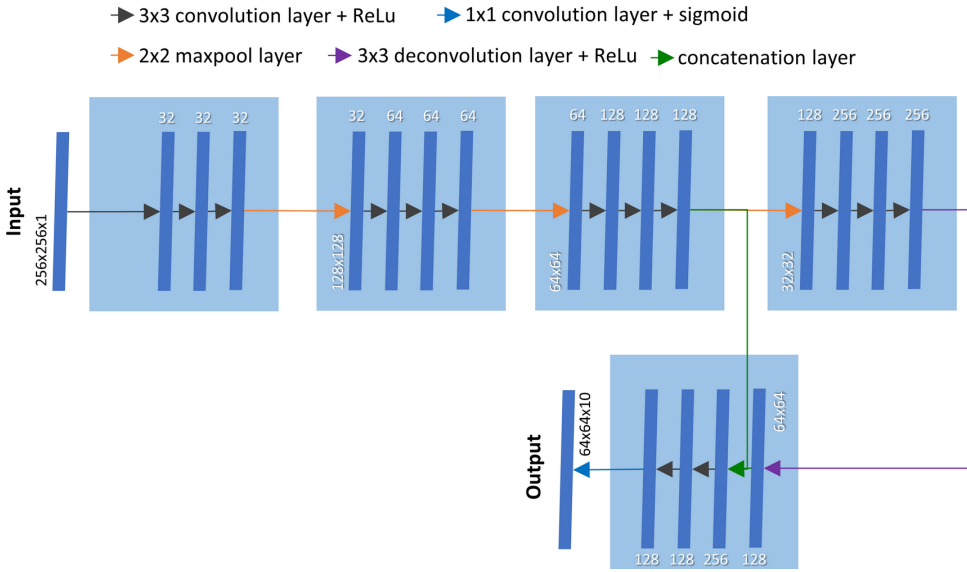 3x3 convolution layer + ReLu 1x1 convolution layer + sigmoid
2x2 maxpool layer 3x3 deconvolution layer + ReLu concatenation layer
32 32 32 32 64 64 64 64 128 128 128 128 256 256 256
Input
256x256x1
128x128
64x64
32x32
Output
64x64x10
64x64
128 128 256 128